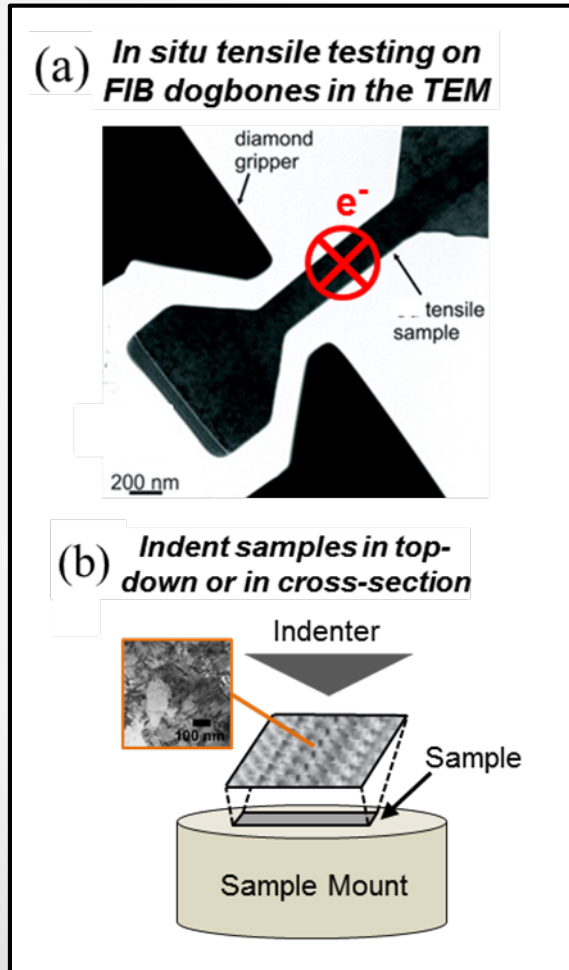 (a) In situ tensile testing on
FIB dogbones in the TEM
diamond
gripper
e-
tensile
sample
200 nm
(b) Indent samples in top-
down or in cross-section
Indenter
100 nm
Sample
Sample Mount